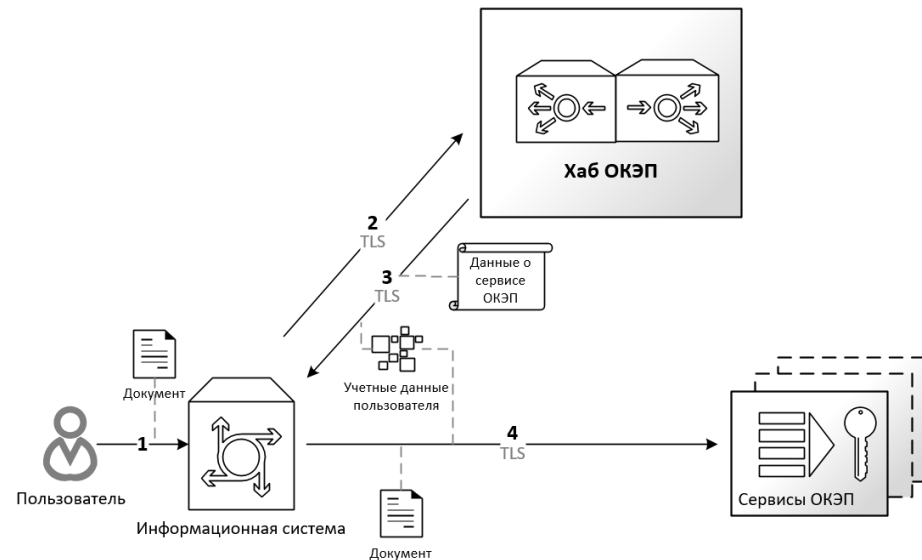 Хаб ОКЭП
2
TLS
3
TLS
Данные о
сервисе
ОКЭП
Документ
Учетные данные
пользователя
1
4
TLS
Пользователь
Информационная система
Документ
Сервисы ОКЭП